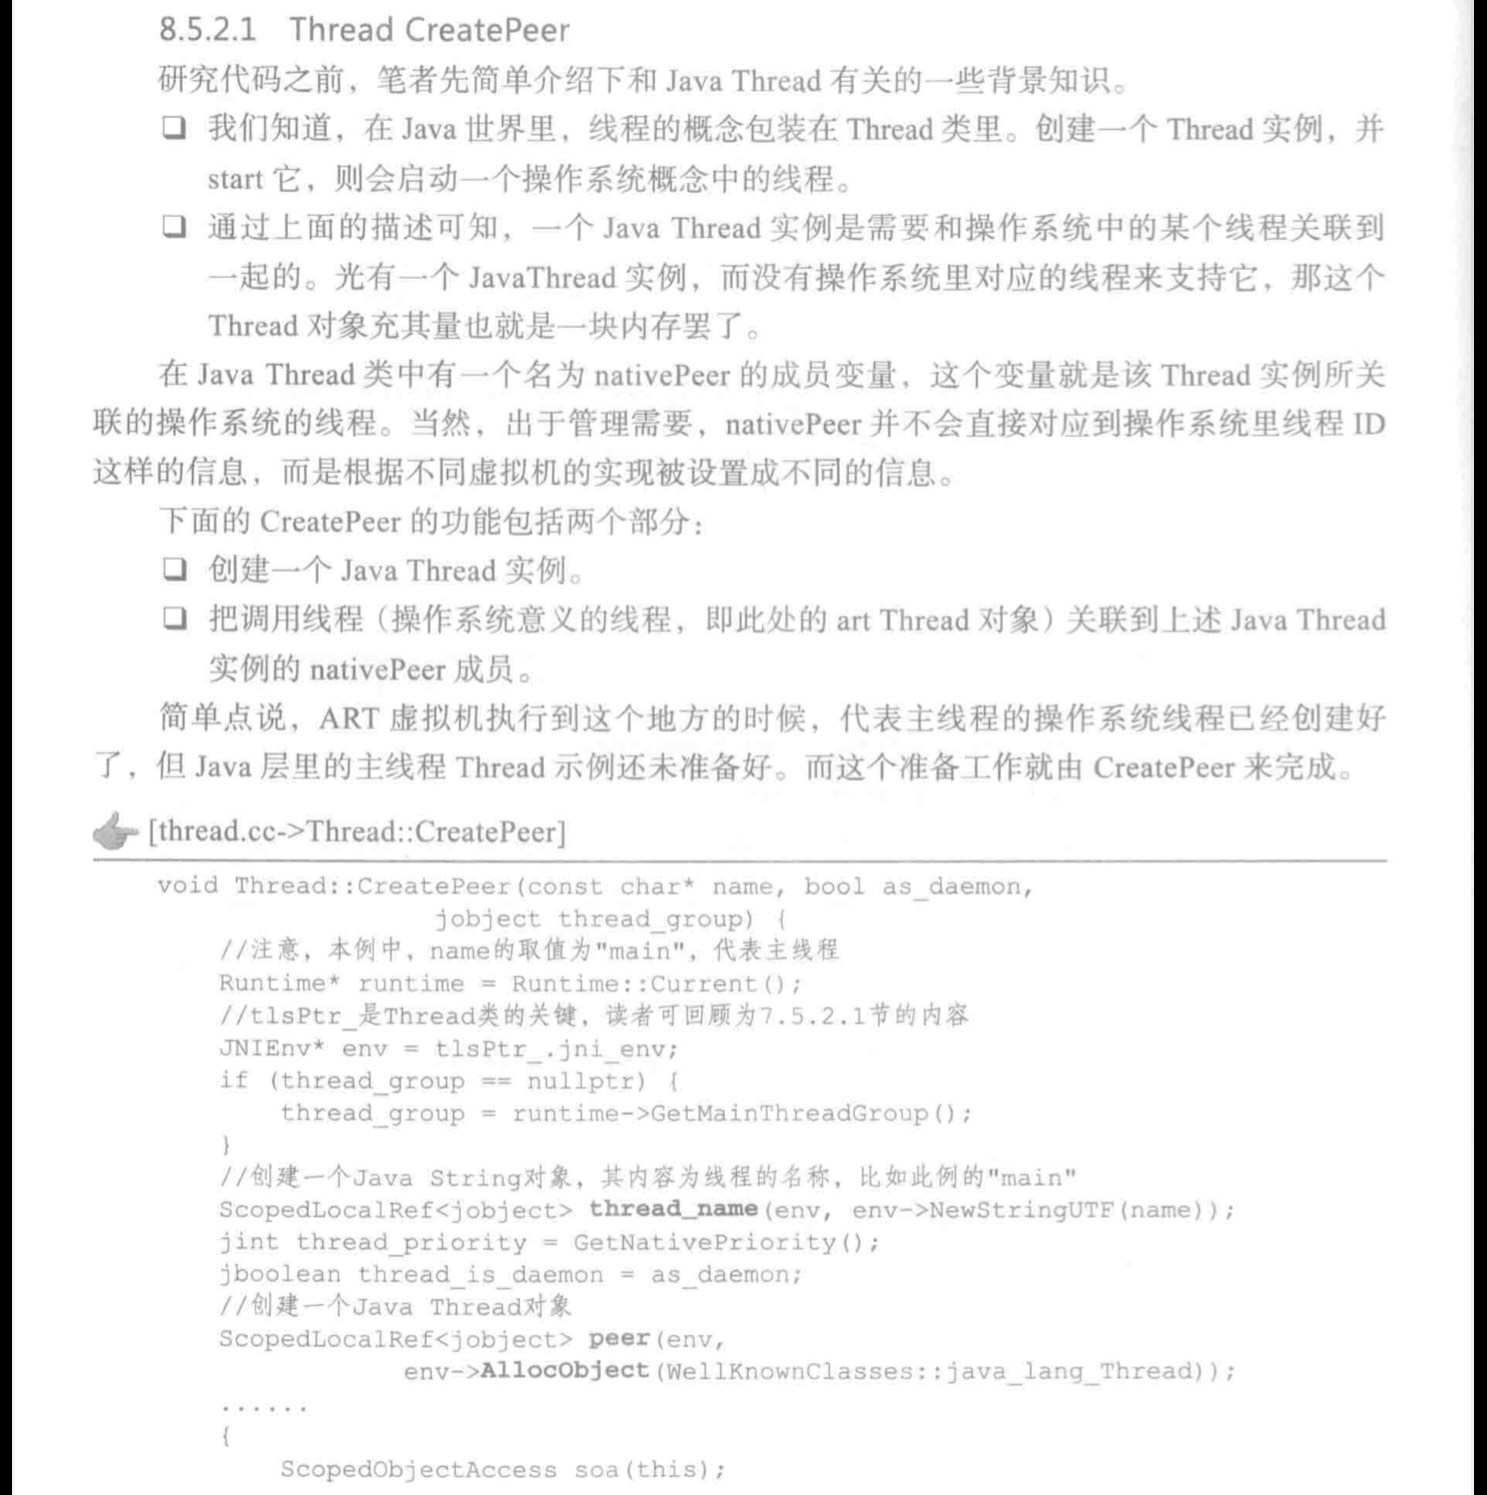 8.5.2.1 Thread CreatePeer
研究代码之前，笔者先简单介绍下和 Java Thread 有关的一些背景知识。
❑ 我们知道，在 Java 世界里，线程的概念包装在 Thread 类里。创建一个 Thread 实例，并
start 它，则会启动一个操作系统概念中的线程。
❑ 通过上面的描述可知，一个 Java Thread 实例是需要和操作系统中的某个线程关联到
一起的。光有一个 JavaThread 实例，而没有操作系统里对应的线程来支持它，那这个
Thread 对象充其量也就是一块内存罢了。
在 Java Thread 类中有一个名为 nativePeer 的成员变量，这个变量就是该 Thread 实例所关
联的操作系统的线程。当然，出于管理需要，nativePeer 并不会直接对应到操作系统里线程 ID
这样的信息，而是根据不同虚拟机的实现被设置成不同的信息。
下面的 CreatePeer 的功能包括两个部分：
❑ 创建一个 Java Thread 实例。
❑ 把调用线程（操作系统意义的线程，即此处的 art Thread 对象）关联到上述 Java Thread
实例的 nativePeer 成员。
简单点说，ART 虚拟机执行到这个地方的时候，代表主线程的操作系统线程已经创建好
了，但 Java 层里的主线程 Thread 示例还未准备好。而这个准备工作就由 CreatePeer 来完成。
[thread.cc->Thread::CreatePeer]
void Thread::CreatePeer(const char* name, bool as_daemon,
jobject thread_group) {
//注意，本例中，name的取值为"main"，代表主线程
Runtime* runtime = Runtime::Current();
//tlsPtr_是Thread类的关键，读者可回顾为7.5.2.1节的内容
JNIEnv* env = tlsPtr_.jni_env;
if (thread_group == nullptr) {
thread_group = runtime->GetMainThreadGroup();
}
//创建一个Java String对象，其内容为线程的名称，比如此例的"main"
ScopedLocalRef<jobject> thread_name(env, env->NewStringUTF(name));
jint thread_priority = GetNativePriority();
jboolean thread_is_daemon = as_daemon;
//创建一个Java Thread对象
ScopedLocalRef<jobject> peer(env,
env->AllocObject(WellKnownClasses::java_lang_Thread));
......
{
ScopedObjectAccess soa(this);